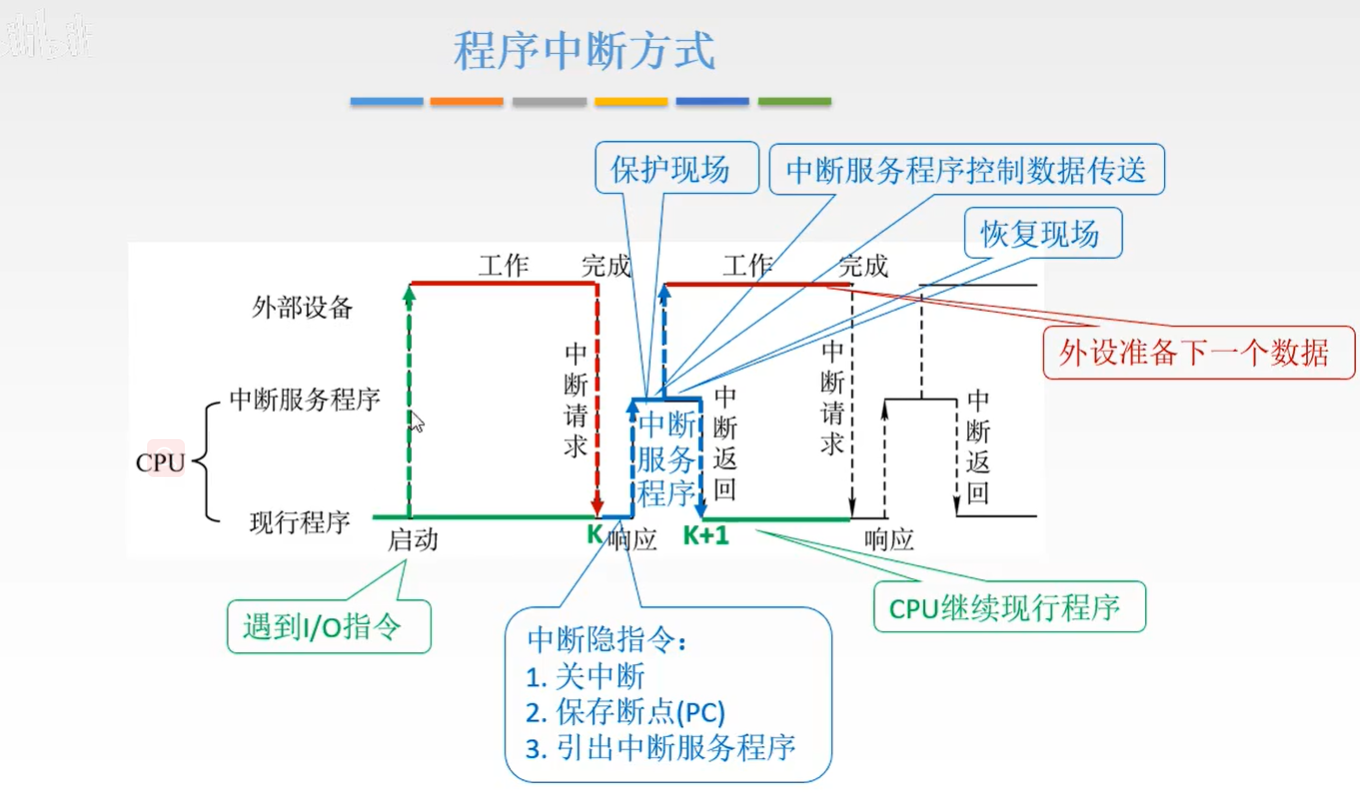 程序中断方式
保护现场
中断服务程序控制数据传送
恢复现场
工作
完成
工作
完成
外部设备
外设准备下一个数据
中断请求
中断请求
中断服务程序
中断服务程序
中断返回
中断返回
CPU
现行程序
启动
K
响应
K+1
响应
遇到I/O指令
CPU继续现行程序
中断隐指令：
1. 关中断
2. 保存断点(PC)
3. 引出中断服务程序